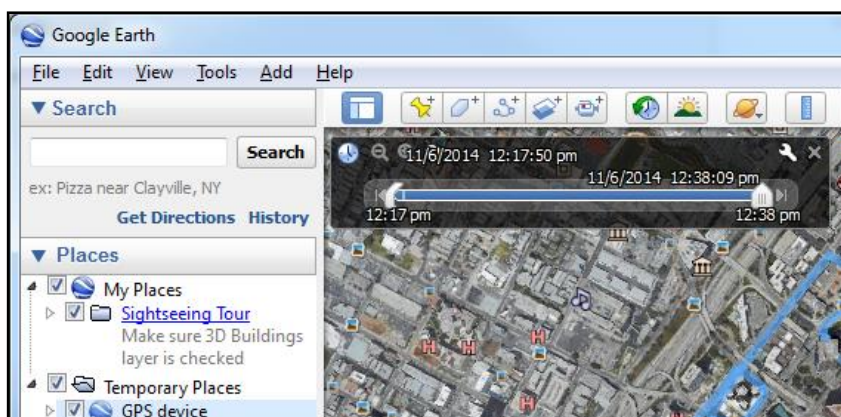 Google Earth
File Edit View Tools Add Help
Search
Search
ex: Pizza near Clayville, NY
Get Directions History
Places
My Places
Sightseeing Tour
Make sure 3D Buildings
layer is checked
Temporary Places
GPS device
11/6/2014 12:17:50 pm
11/6/2014 12:38:09 pm
12:17 pm 12:38 pm
H
H
H
H
H